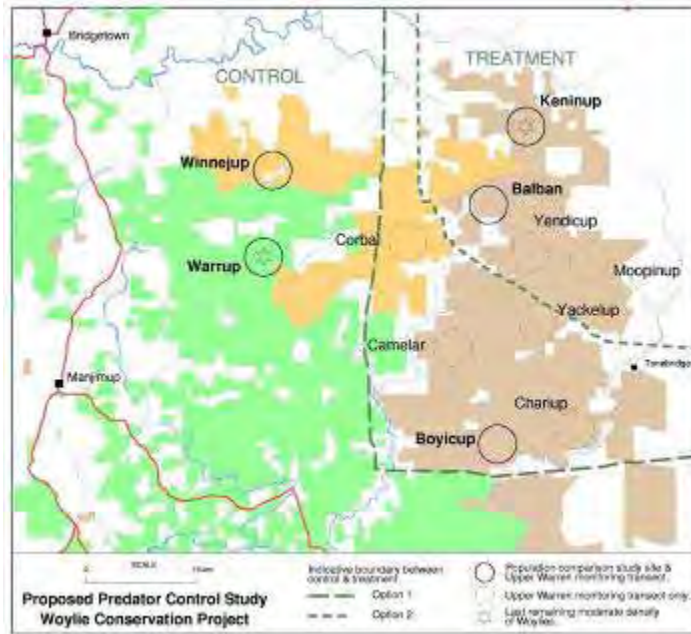 Bridgetown
CONTROL
TREATMENT
Keninup
Winnejup
Balban
Yendicup
Corbal
Warrup
Moopinup
Yackelup
Camelar
Tonebridge
Manjimup
Chariup
Boyicup
SCALE
0
Indicative boundary between
control & treatment
Option 1
Option 2
Population comparison study site &
Upper Warren monitoring transect.
Upper Warren monitoring transect only.
Last remaining moderate density
of Woylies.
Proposed Predator Control Study
Woylie Conservation Project